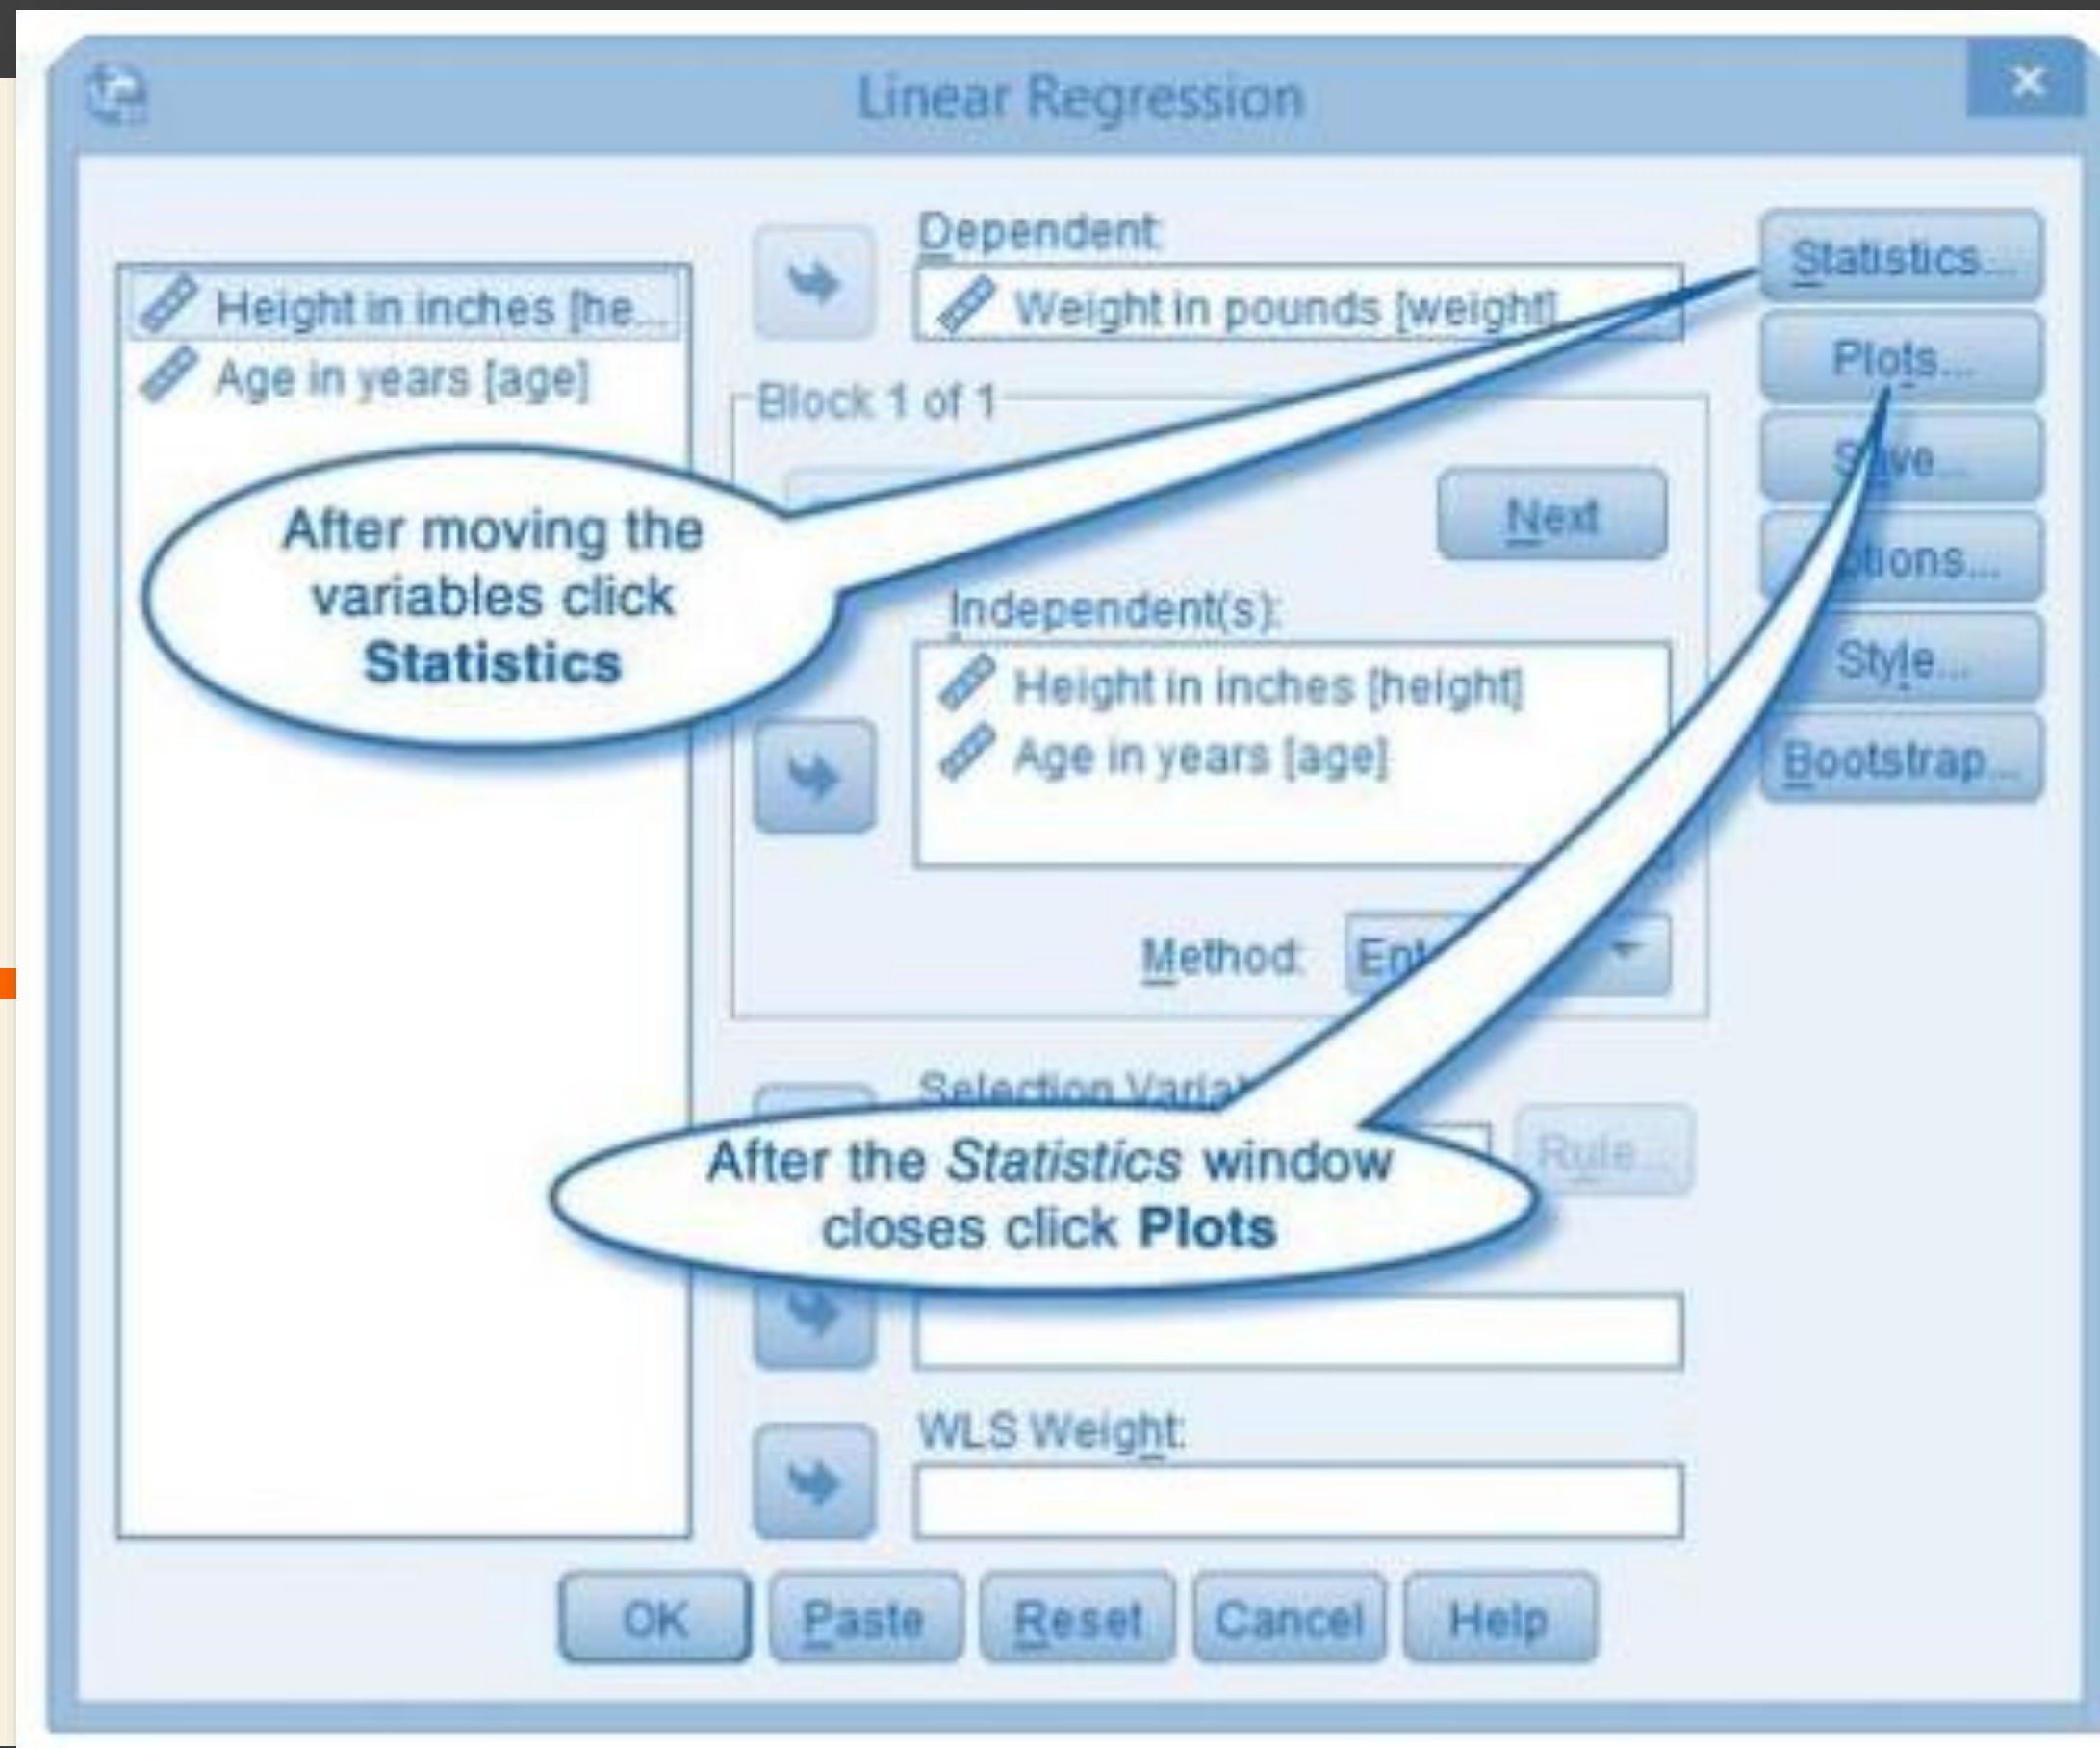 Linear Regression
Height in inches [he...
Age in years [age]
Dependent:
Weight in pounds [weight]
Statistics...
Plots...
Style...
Bootstrap...
Block 1 of 1
Next
After moving the
variables click
Statistics
Independent(s):
Height in inches [height]
Age in years [age]
Method:
Selection
After the Statistics window
closes click Plots
Rule...
WLS Weight:
OK
Paste
Reset
Cancel
Help